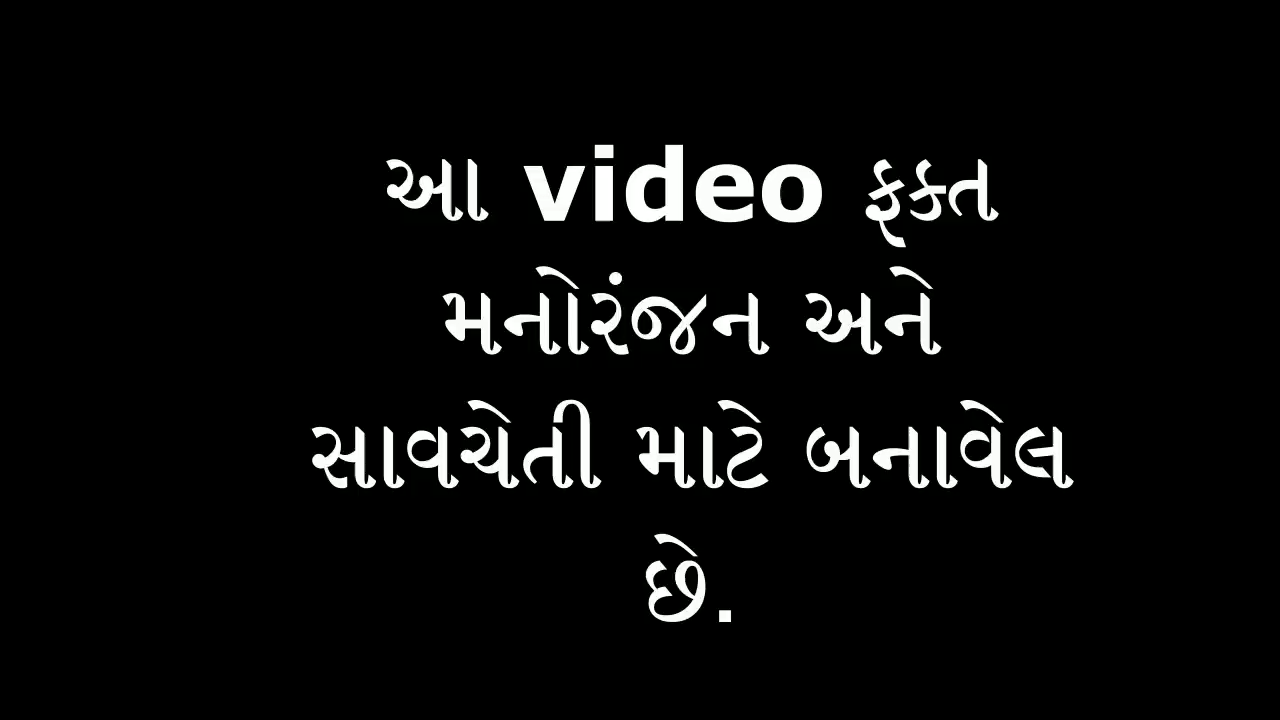 આ video ફક્ત
મનોરંજન અને
સાવચેતી માટે બનાવેલ
છે.